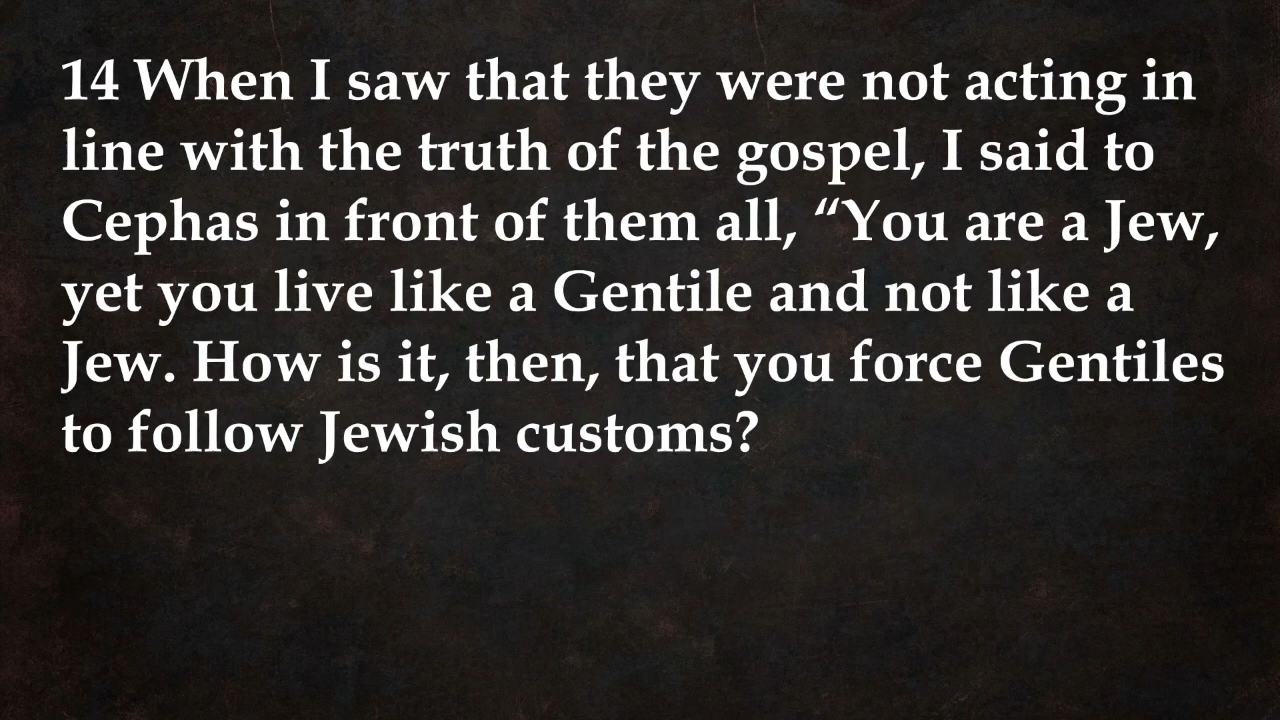 14 When I saw that they were not acting in
line with the truth of the gospel, I said to
Cephas in front of them all, “You are a Jew,
yet you live like a Gentile and not like a
Jew. How is it, then, that you force Gentiles
to follow Jewish customs?